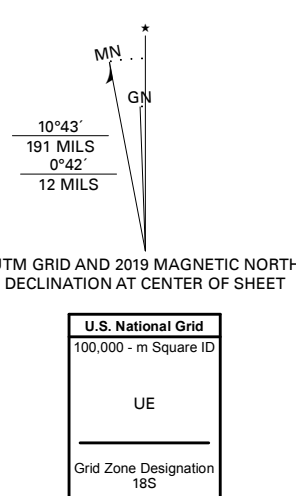 ★
MN
GN
10°43´
191 MILS
0°42´
12 MILS
UTM GRID AND 2019 MAGNETIC NORTH
DECLINATION AT CENTER OF SHEET
U.S. National Grid
100,000 - m Square ID
UE
Grid Zone Designation
18S